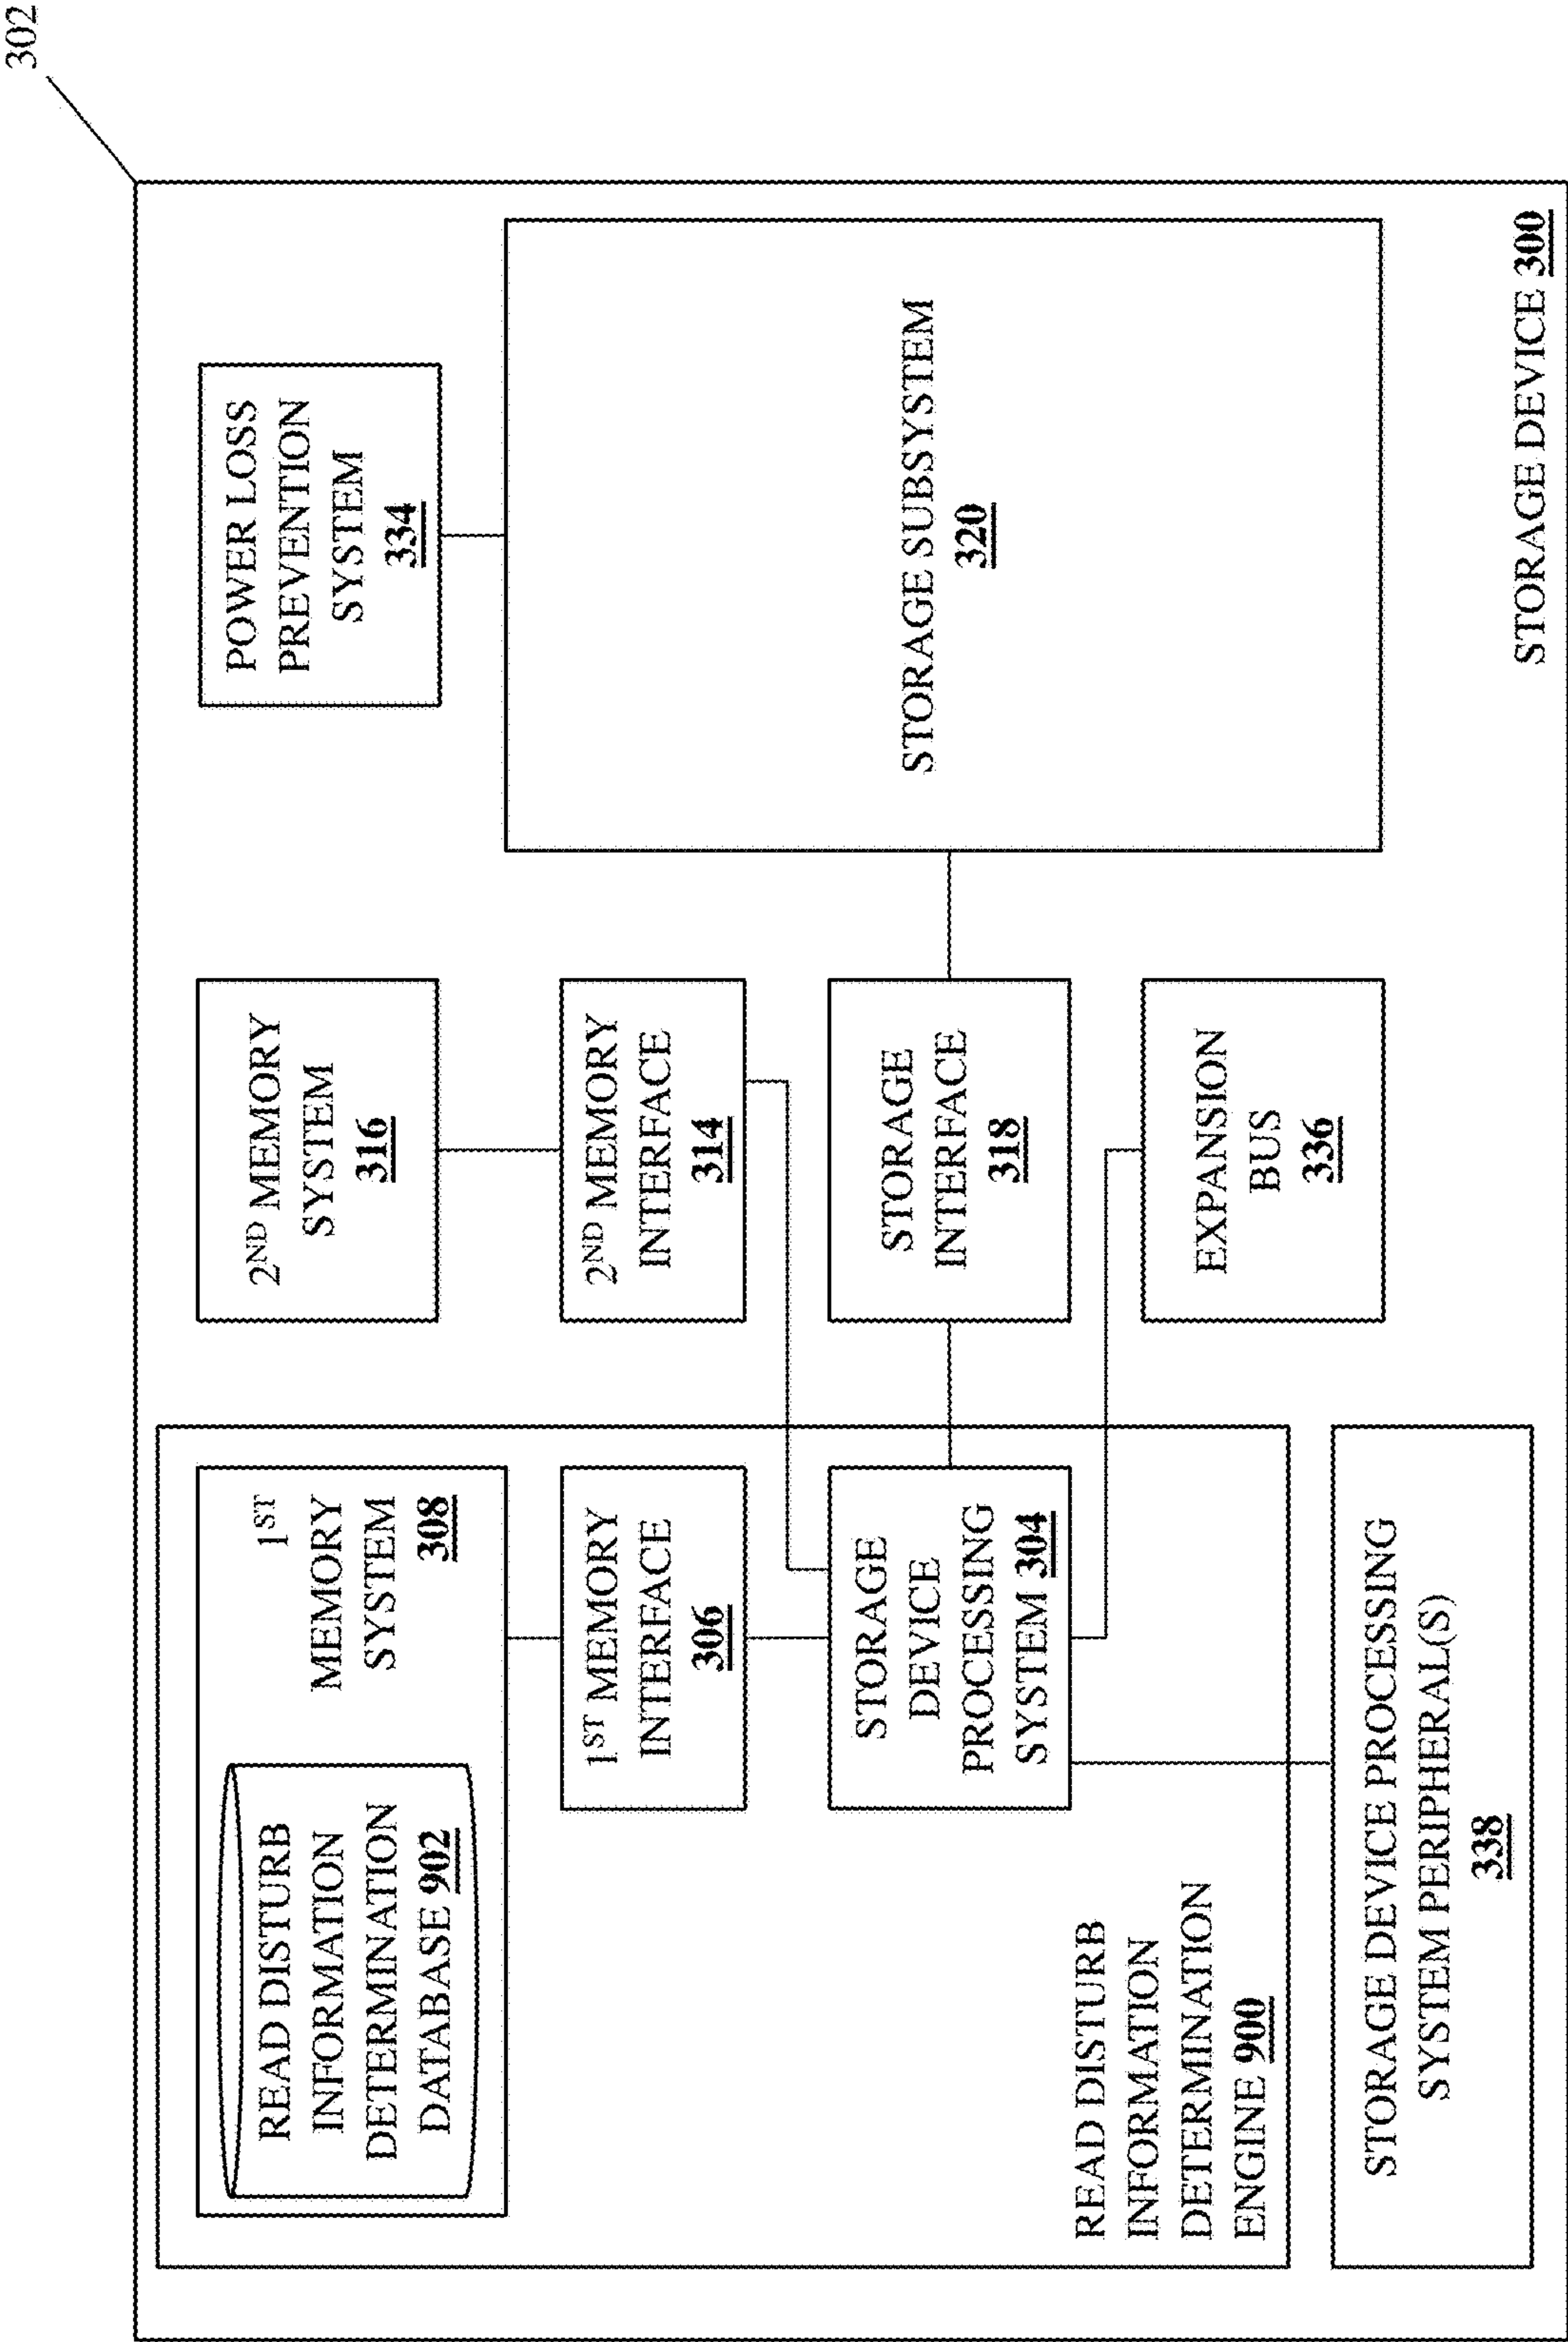 302
READ DISTURB
INFORMATION
DETERMINATION
DATABASE 902
1ST
MEMORY
SYSTEM
308
2ND MEMORY
SYSTEM
316
POWER LOSS
PREVENTION
SYSTEM
334
1ST MEMORY
INTERFACE
306
2ND MEMORY
INTERFACE
314
STORAGE
DEVICE
PROCESSING
SYSTEM 304
STORAGE
INTERFACE
318
STORAGE SUBSYSTEM
320
READ DISTURB
INFORMATION
DETERMINATION
ENGINE 900
EXPANSION
BUS
336
STORAGE DEVICE PROCESSING
SYSTEM PERIPHERAL(S)
338
STORAGE DEVICE 300